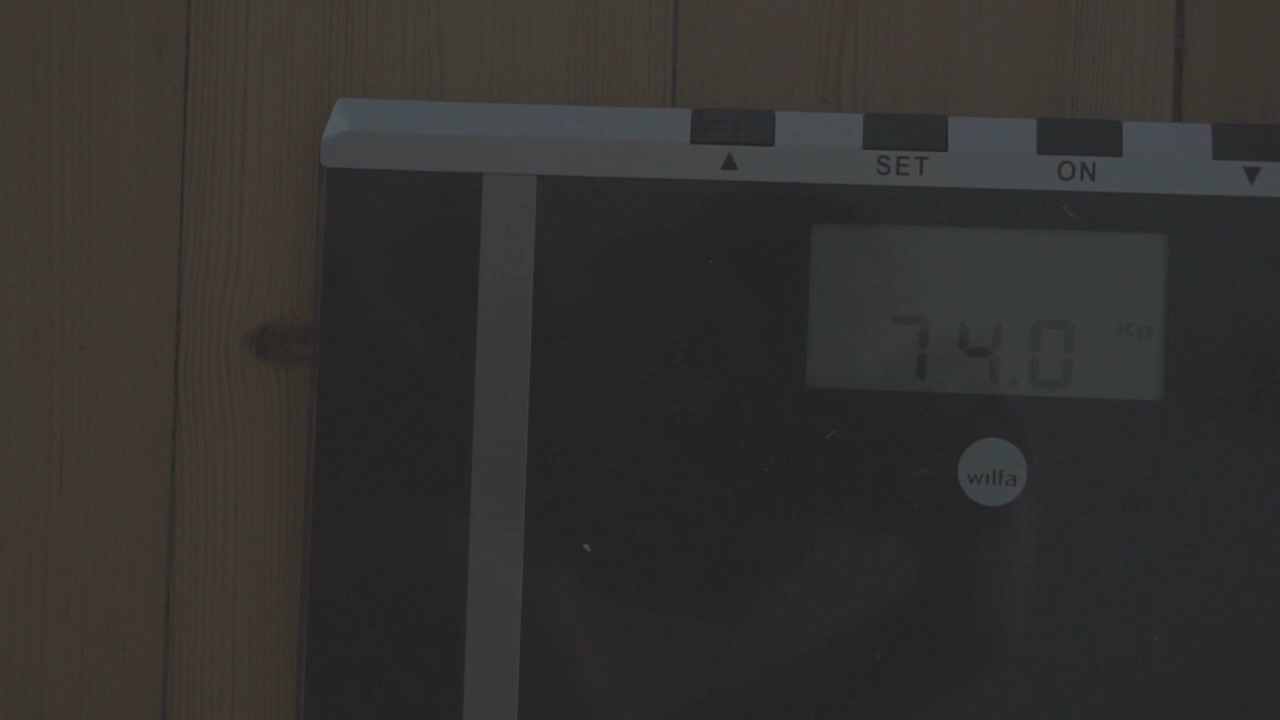 ▲ SET ON ▼
74.0 Kg
wilfa